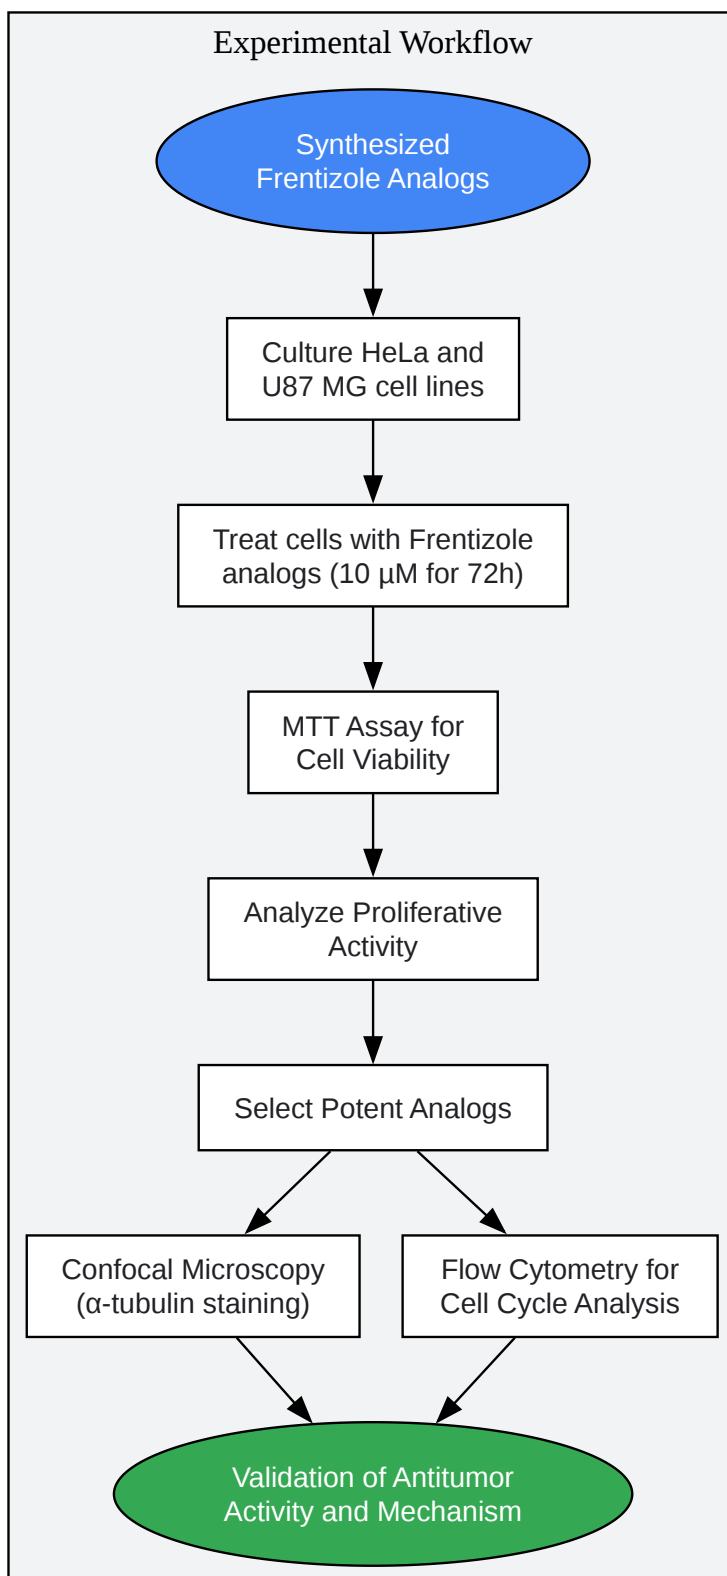 Experimental Workflow
Synthesized
Frentizole Analogs
Culture HeLa and
U87 MG cell lines
Treat cells with Frentizole
analogs (10 µM for 72h)
MTT Assay for
Cell Viability
Analyze Proliferative
Activity
Select Potent Analogs
Confocal Microscopy
(α-tubulin staining)
Flow Cytometry for
Cell Cycle Analysis
Validation of Antitumor
Activity and Mechanism